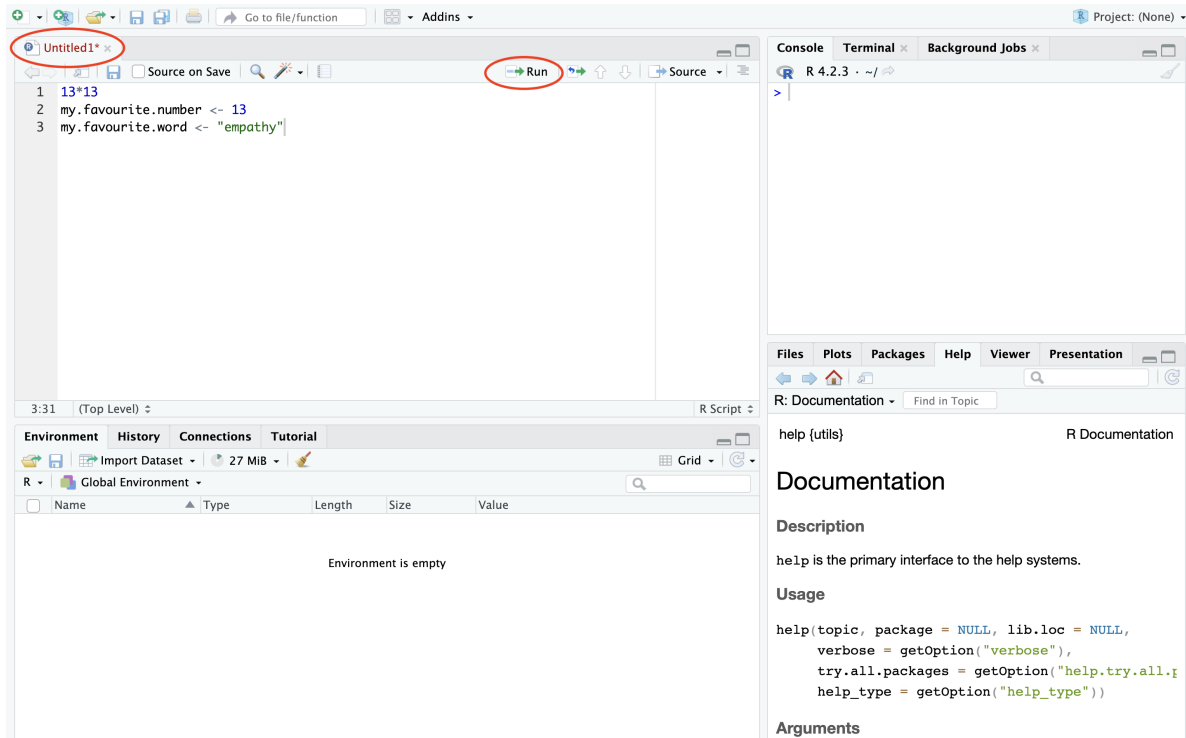 Go to file/function
Addins
Project: (None)
Untitled1*
Source on Save
Run
Source
1 13*13
2 my.favourite.number <- 13
3 my.favourite.word <- "empathy"
3:31 (Top Level) R Script
Environment History Connections Tutorial
Import Dataset 27 MiB Grid
R Global Environment
Name Type Length Size Value
Environment is empty
Console Terminal Background Jobs
R 4.2.3 · ~/
>
Files Plots Packages Help Viewer Presentation
R: Documentation Find in Topic
help {utils} R Documentation
Documentation
Description
help is the primary interface to the help systems.
Usage
help(topic, package = NULL, lib.loc = NULL,
verbose = getOption("verbose"),
try.all.packages = getOption("help.try.all.p
help_type = getOption("help_type"))
Arguments